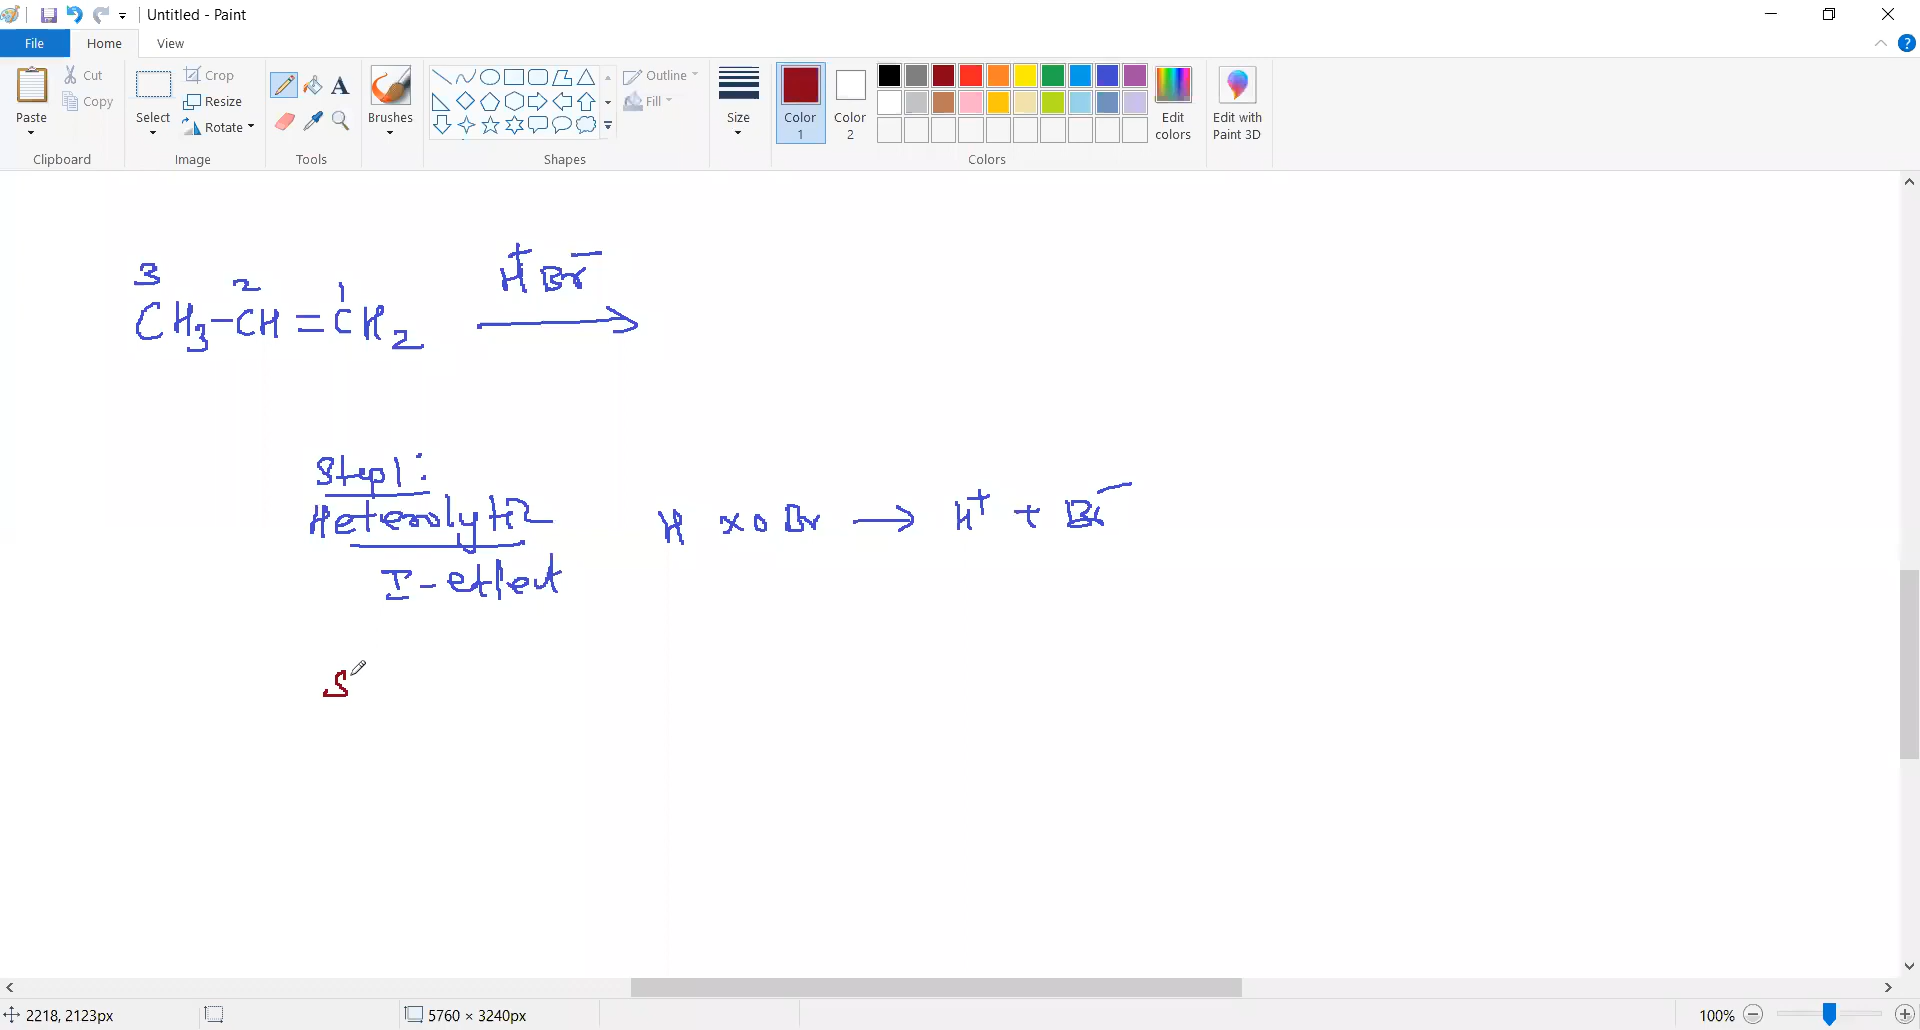 Untitled - Paint
File Home View
Paste
Cut
Copy
Clipboard
Select
Crop
Resize
Rotate
Image
Tools
Brushes
Shapes
Outline
Fill
Size
Color 1
Color 2
Colors
Edit colors
Edit with Paint 3D
H⁺ Br⁻
3 2 1
CH₃-CH=CH₂
Step1:
Heterolytic H xo Br → H⁺ + Br⁻
I-effect
S
2218, 2123px 5760 × 3240px 100%